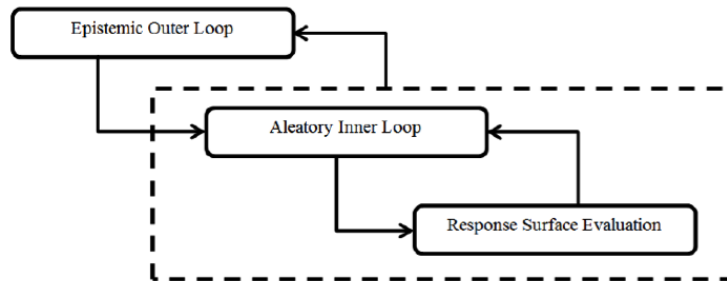 Epistemic Outer Loop
Aleatory Inner Loop
Response Surface Evaluation